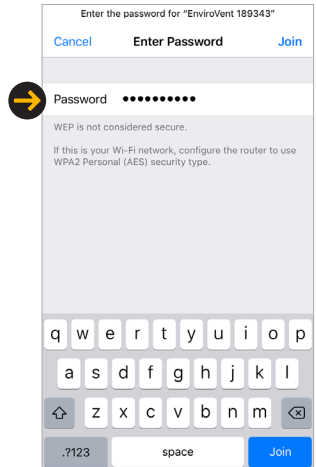 Enter the password for “EnviroVent 189343”
Cancel Enter Password Join
Password ••••••••••
WEP is not considered secure.
If this is your Wi-Fi network, configure the router to use
WPA2 Personal (AES) security type.
q w e r t y u i o p
a s d f g h j k l
z x c v b n m
.?123 space Join